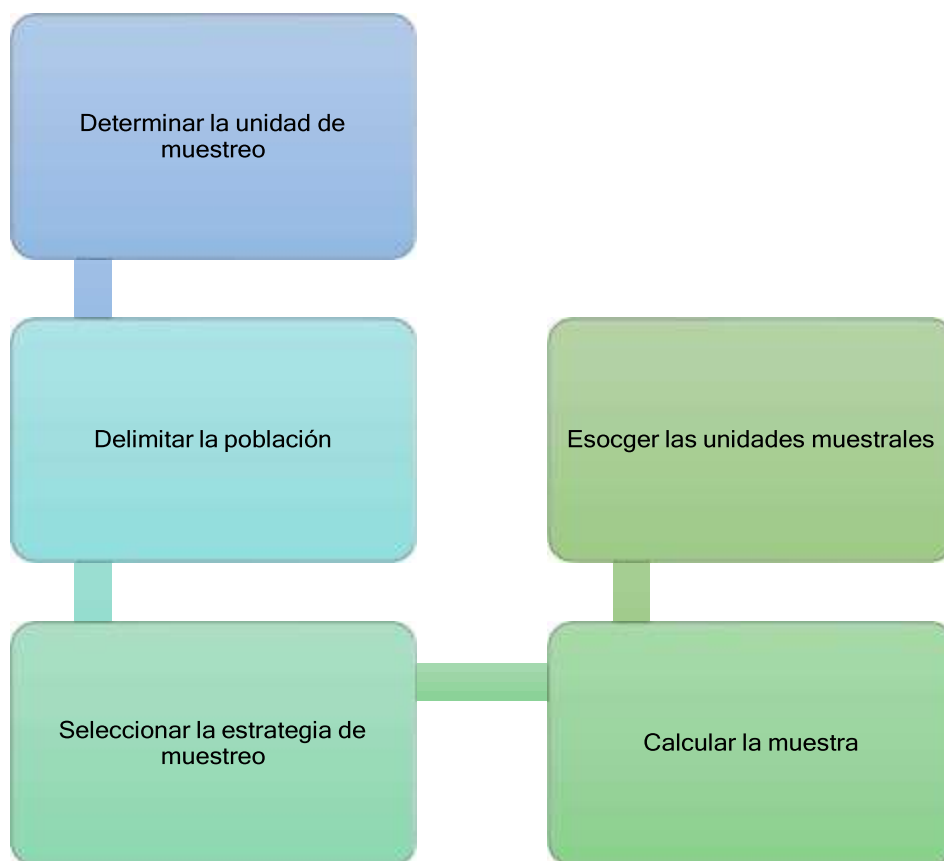 Determinar la unidad de
muestreo
Delimitar la población
Seleccionar la estrategia de
muestreo
Calcular la muestra
Esocger las unidades muestrales